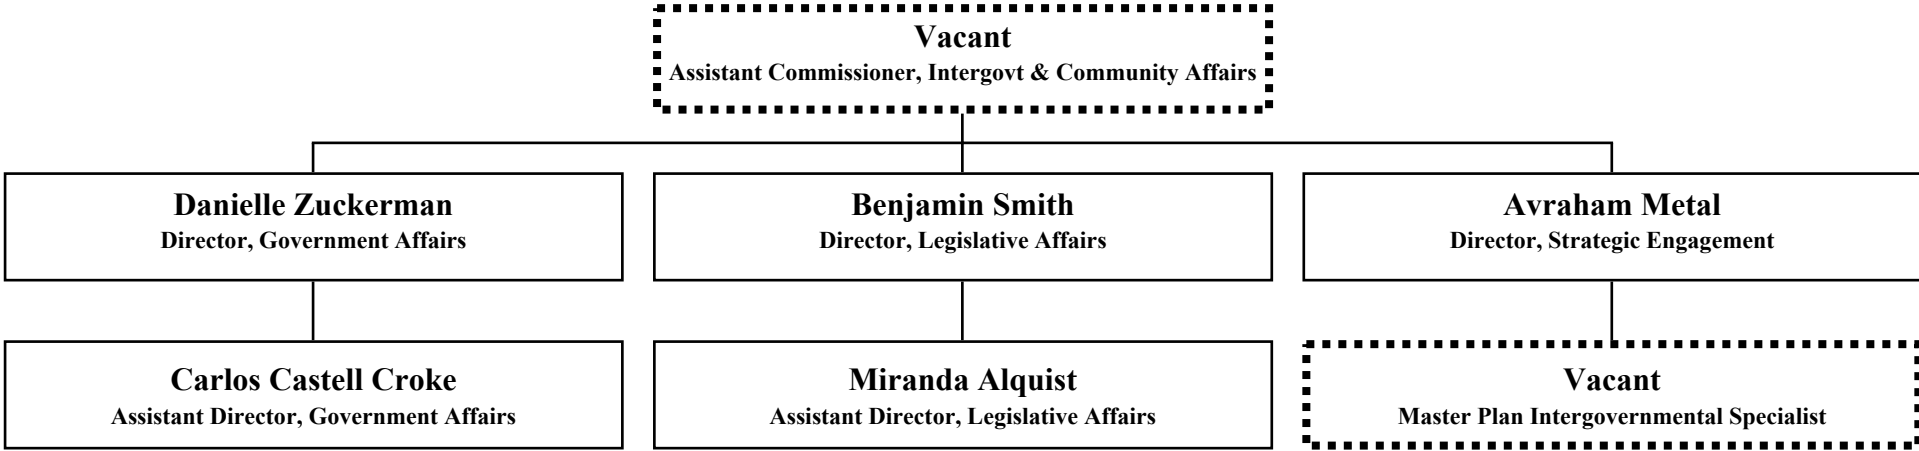 Vacant
Assistant Commissioner, Intergovt & Community Affairs
Danielle Zuckerman
Director, Government Affairs
Benjamin Smith
Director, Legislative Affairs
Avraham Metal
Director, Strategic Engagement
Carlos Castell Croke
Assistant Director, Government Affairs
Miranda Alquist
Assistant Director, Legislative Affairs
Vacant
Master Plan Intergovernmental Specialist